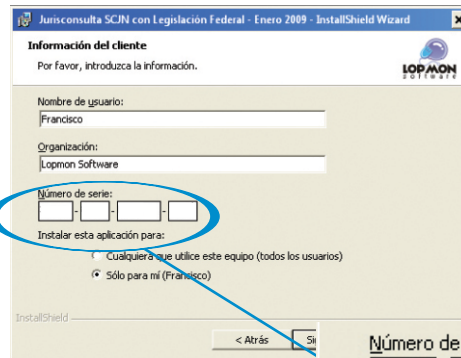 Jurisconsulta SCJN con Legislación Federal - Enero 2009 - InstallShield Wizard
Información del cliente
Por favor, introduzca la información.
LOPMON
software
Nombre de usuario:
Francisco
Organización:
Lopmon Software
Número de serie:
- - -
Instalar esta aplicación para:
Cualquiera que utilice este equipo (todos los usuarios)
Sólo para mí (Francisco)
InstallShield
< Atrás
Número de